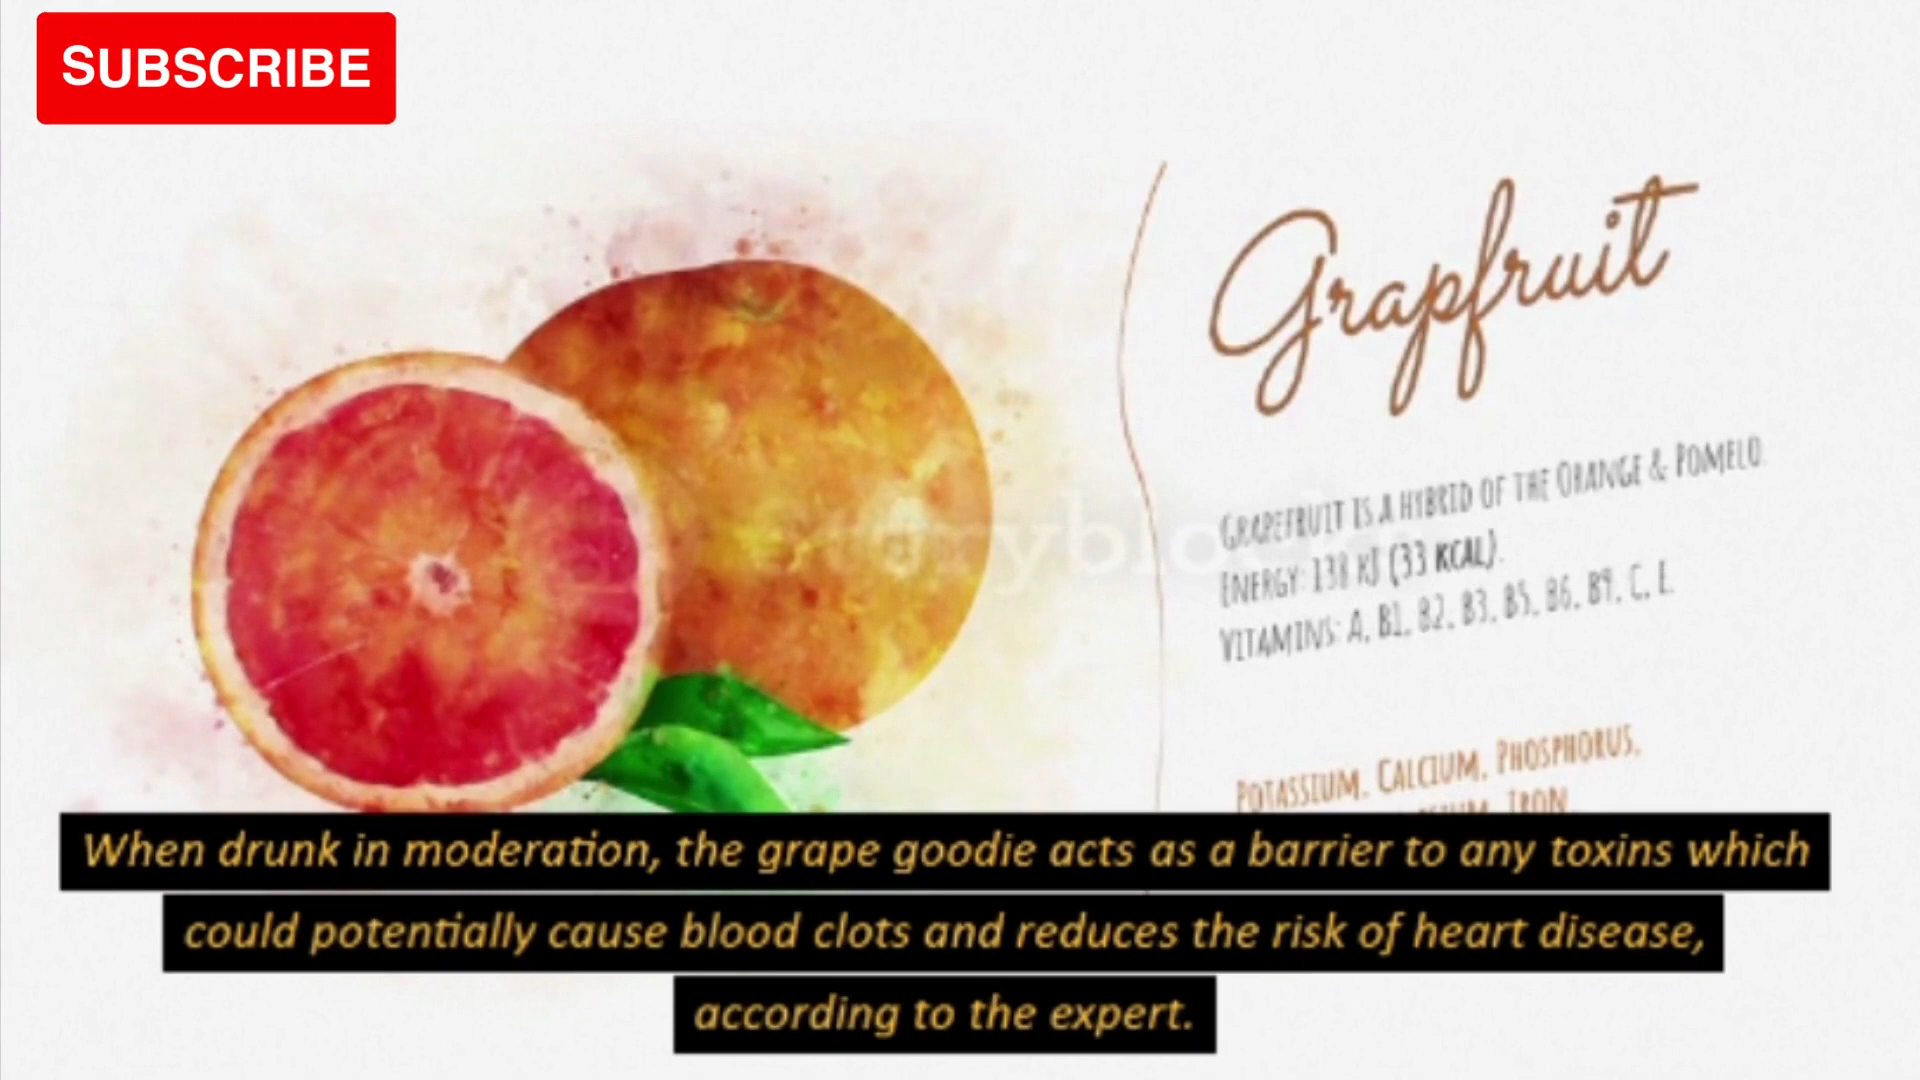 SUBSCRIBE
Grapfruit
Grapefruit is a hybrid of the Orange & Pomelo.
Energy: 138 kJ (33 kcal).
Vitamins: A, B1, B2, B3, B5, B6, B9, C, E.
Potassium, Calcium, Phosphorus,
Iron
When drunk in moderation, the grape goodie acts as a barrier to any toxins which
could potentially cause blood clots and reduces the risk of heart disease,
according to the expert.